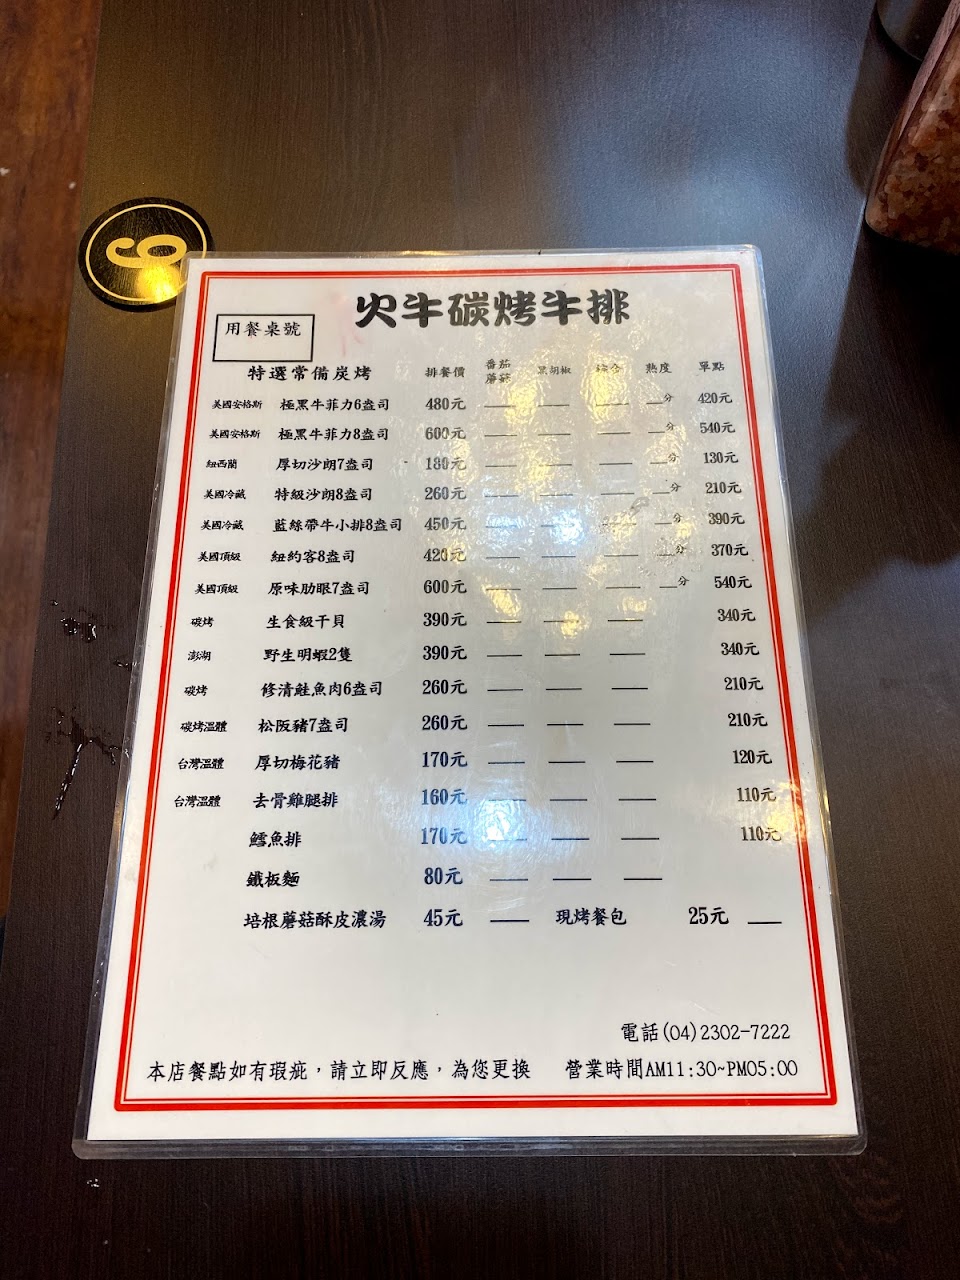 6
火牛碳烤牛排
用餐桌號
特選常備炭烤 排餐價 番茄蘑菇 黑胡椒 綜合 熟度 單點
美國安格斯 極黑牛菲力6盎司 480元 分 420元
美國安格斯 極黑牛菲力8盎司 600元 分 540元
紐西蘭 厚切沙朗7盎司 180元 分 130元
美國冷藏 特級沙朗8盎司 260元 分 210元
美國冷藏 藍絲帶牛小排8盎司 450元 分 390元
美國頂級 紐約客8盎司 420元 分 370元
美國頂級 原味肋眼7盎司 600元 分 540元
碳烤 生食級干貝 390元 340元
澎湖 野生明蝦2隻 390元 340元
碳烤 修清鮭魚肉6盎司 260元 210元
碳烤溫體 松阪豬7盎司 260元 210元
台灣溫體 厚切梅花豬 170元 120元
台灣溫體 去骨雞腿排 160元 110元
鱈魚排 170元 110元
鐵板麵 80元
培根蘑菇酥皮濃湯 45元 現烤餐包 25元
電話(04)2302-7222
本店餐點如有瑕疵，請立即反應，為您更換 營業時間AM11:30~PM05:00